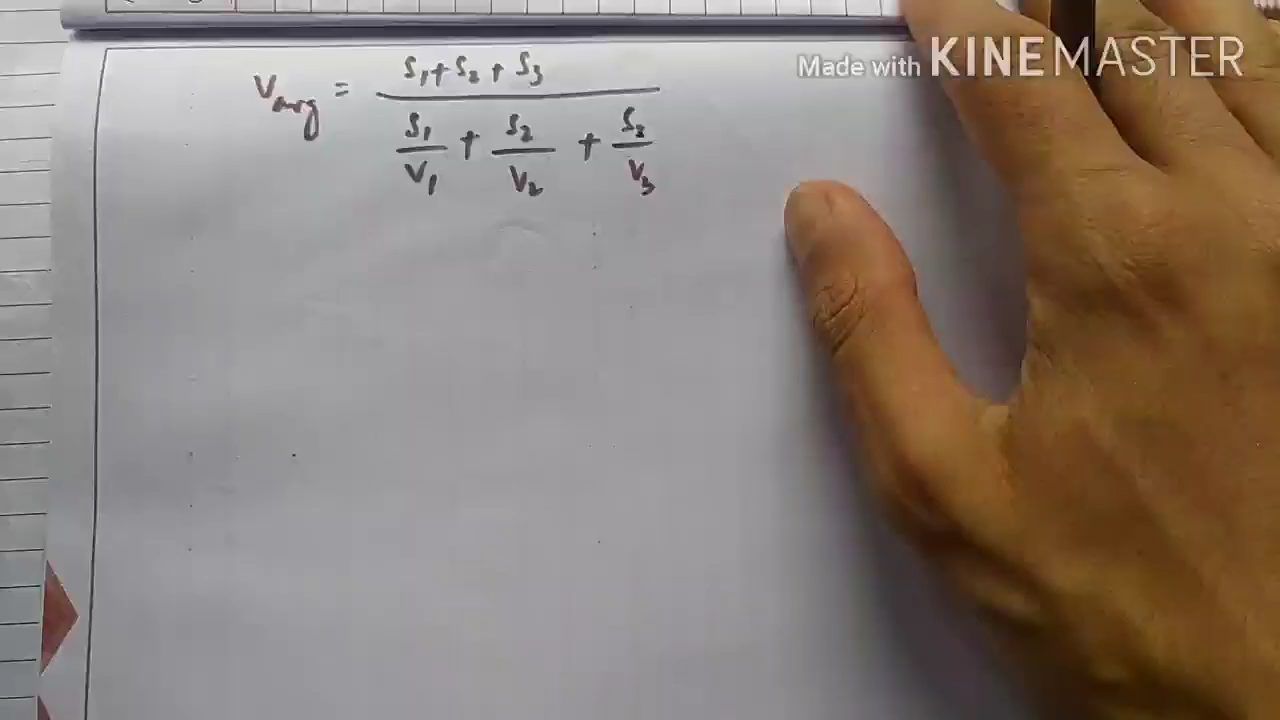 Made with KINEMASTER
Vavg = (S1 + S2 + S3) / (S1/V1 + S2/V2 + S3/V3)